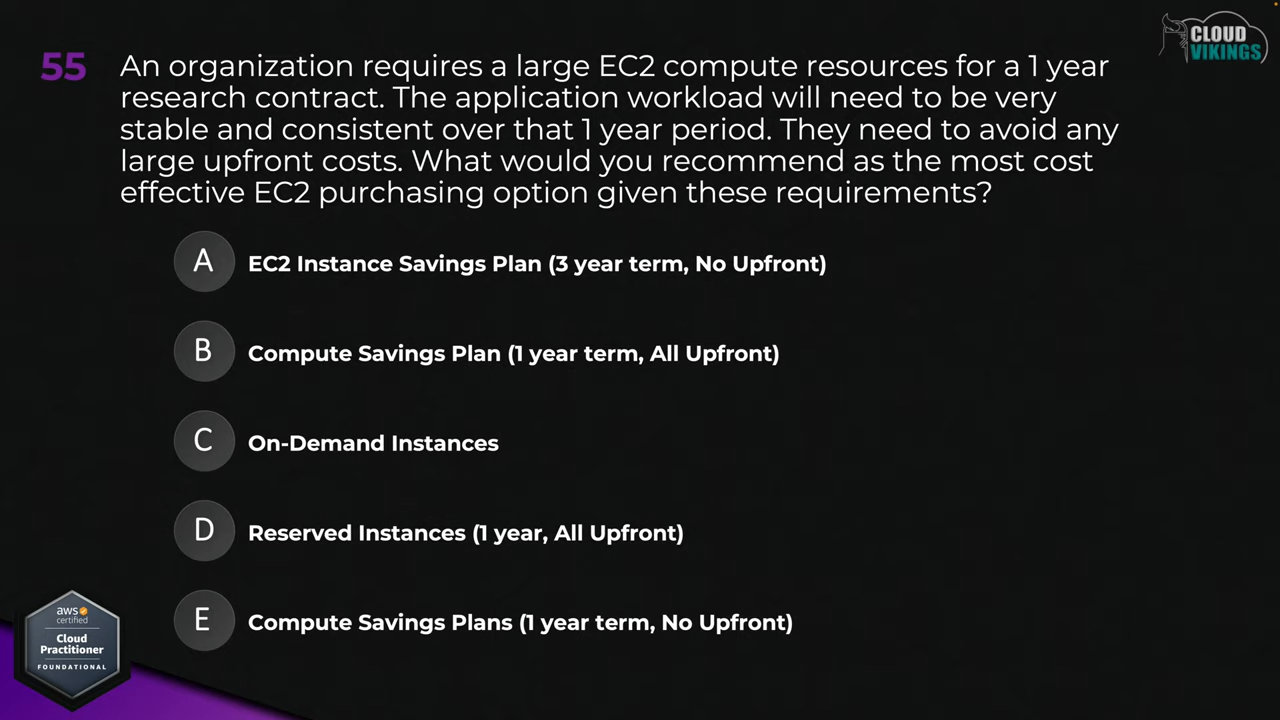 CLOUD
VIKINGS
55
An organization requires a large EC2 compute resources for a 1 year
research contract. The application workload will need to be very
stable and consistent over that 1 year period. They need to avoid any
large upfront costs. What would you recommend as the most cost
effective EC2 purchasing option given these requirements?
A
EC2 Instance Savings Plan (3 year term, No Upfront)
B
Compute Savings Plan (1 year term, All Upfront)
C
On-Demand Instances
D
Reserved Instances (1 year, All Upfront)
E
Compute Savings Plans (1 year term, No Upfront)
aws
certified
Cloud
Practitioner
FOUNDATIONAL